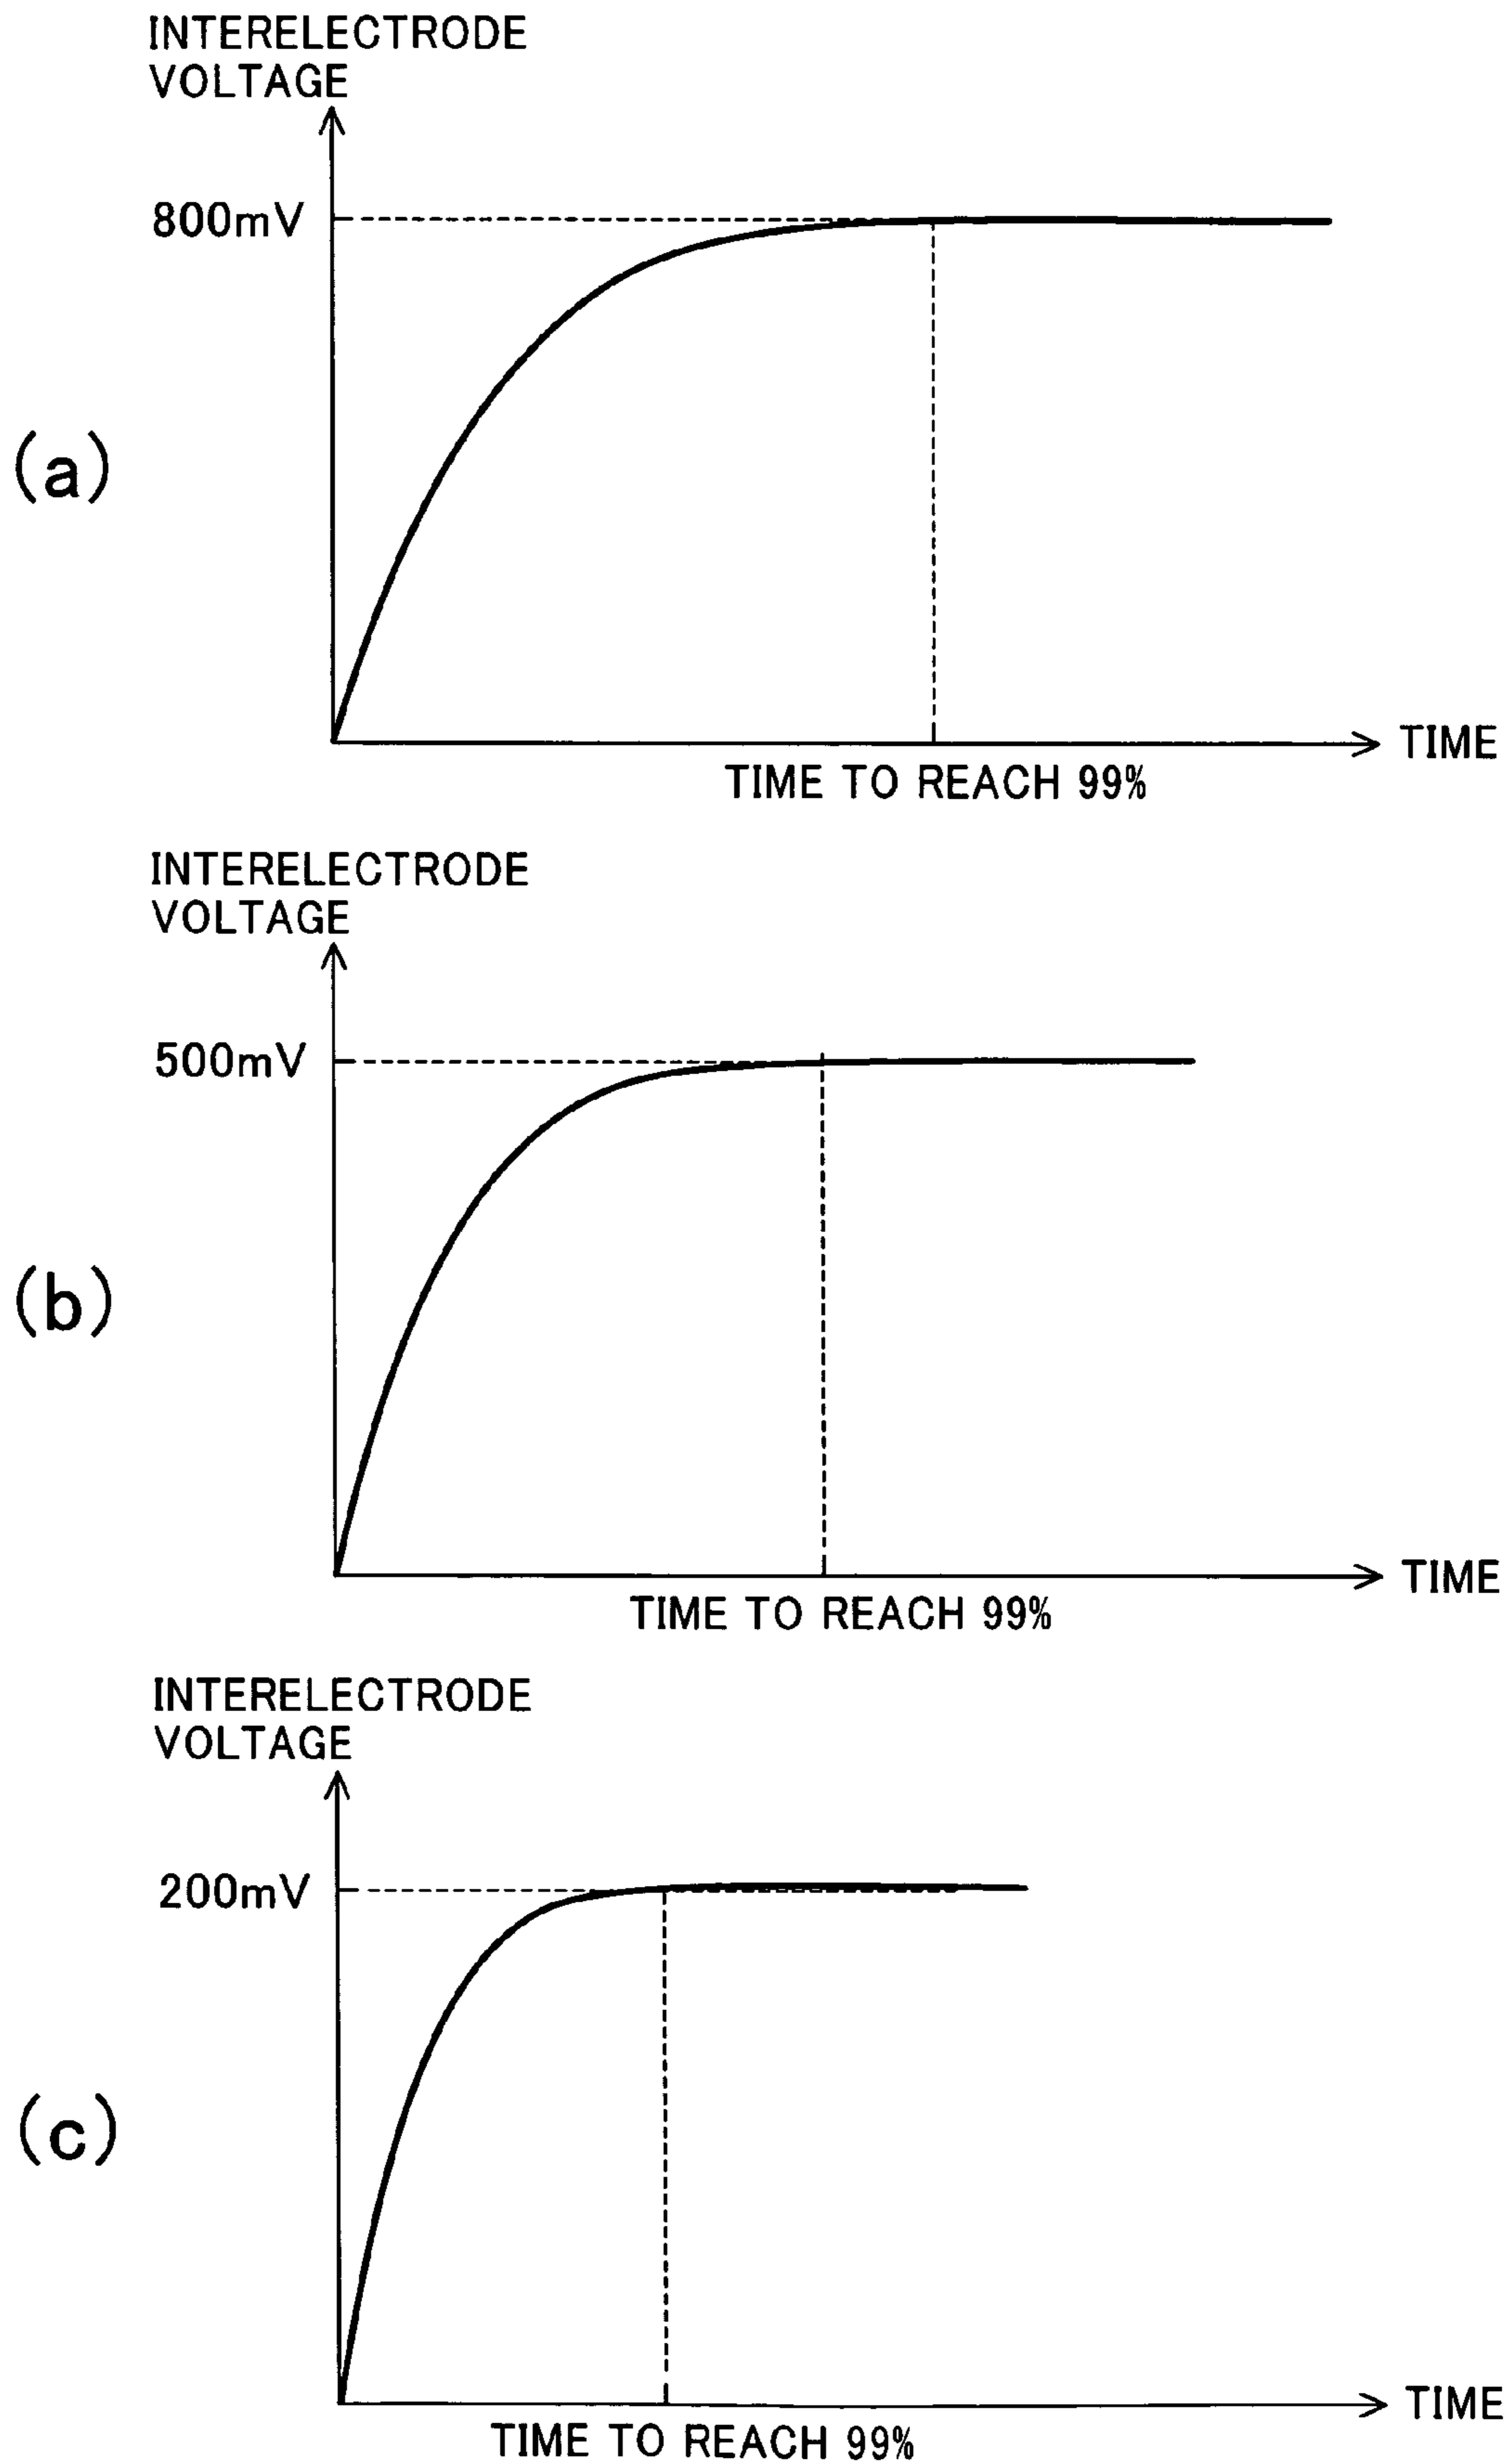 INTERELECTRODE
VOLTAGE
800mV
(a)
TIME
TIME TO REACH 99%
INTERELECTRODE
VOLTAGE
500mV
(b)
TIME
TIME TO REACH 99%
INTERELECTRODE
VOLTAGE
200mV
(c)
TIME
TIME TO REACH 99%